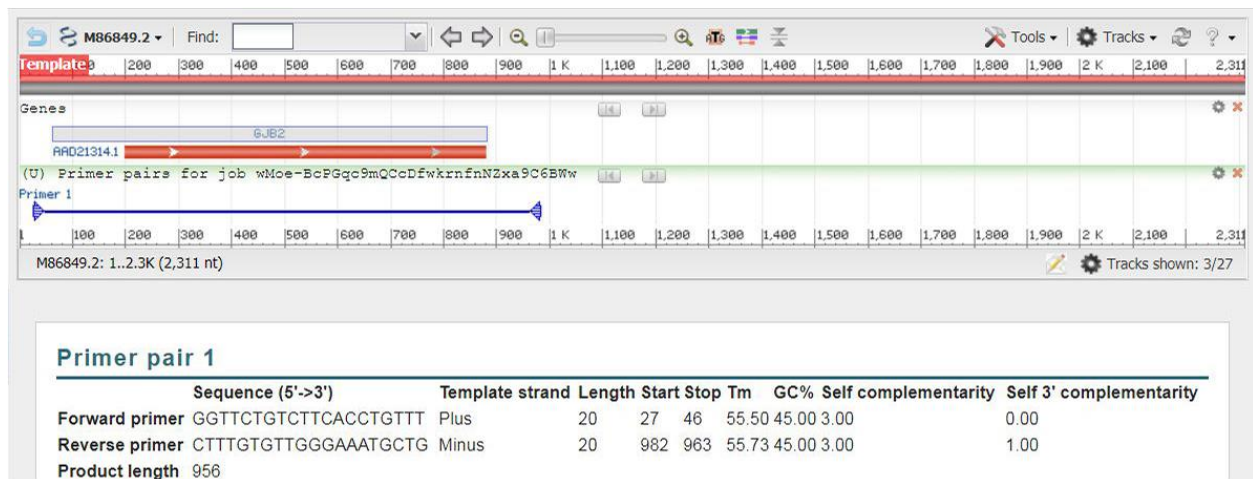 M86849.2 Find: ATG Tools Tracks ?
Template 200 300 400 500 600 700 800 900 1 K 1,100 1,200 1,300 1,400 1,500 1,600 1,700 1,800 1,900 2 K 2,100 2,311
Genes
GJB2
AAD21314.1
(U) Primer pairs for job wMoe-BcPGqc9mQCcDfwkrnfnNZxa9C6BWw
Primer 1
1 100 200 300 400 500 600 700 800 900 1 K 1,100 1,200 1,300 1,400 1,500 1,600 1,700 1,800 1,900 2 K 2,100 2,311
M86849.2: 1..2.3K (2,311 nt) Tracks shown: 3/27
Primer pair 1
Sequence (5'->3') Template strand Length Start Stop Tm GC% Self complementarity Self 3' complementarity
Forward primer GGTTCTGTCTTCACCTGTTT Plus 20 27 46 55.50 45.00 3.00 0.00
Reverse primer CTTTGTGTTGGGAAATGCTG Minus 20 982 963 55.73 45.00 3.00 1.00
Product length 956